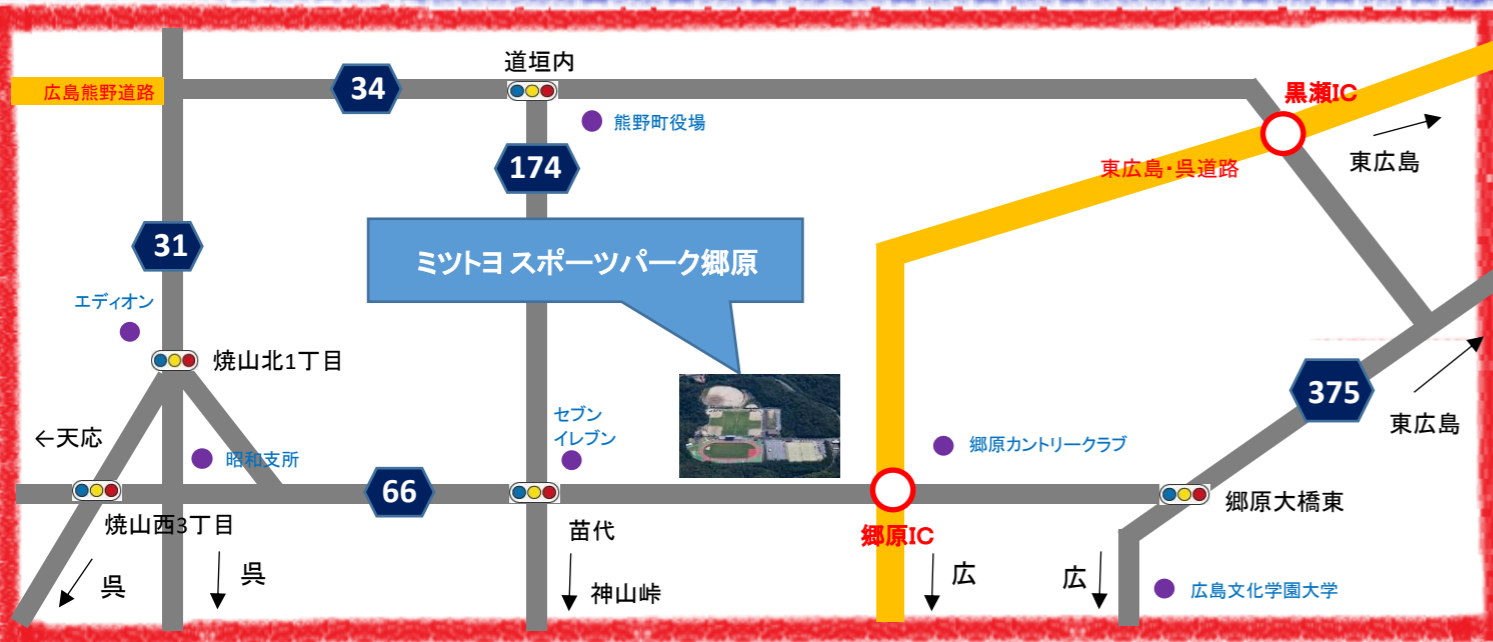 道垣内
広島熊野道路
34
黒瀬IC
熊野町役場
東広島・呉道路
東広島
174
31
ミツトヨ スポーツパーク郷原
エディオン
焼山北1丁目
375
東広島
セブン
イレブン
←天応
昭和支所
郷原カントリークラブ
66
焼山西3丁目
苗代
郷原IC
郷原大橋東
呉
呉
神山峠
広
広
広島文化学園大学